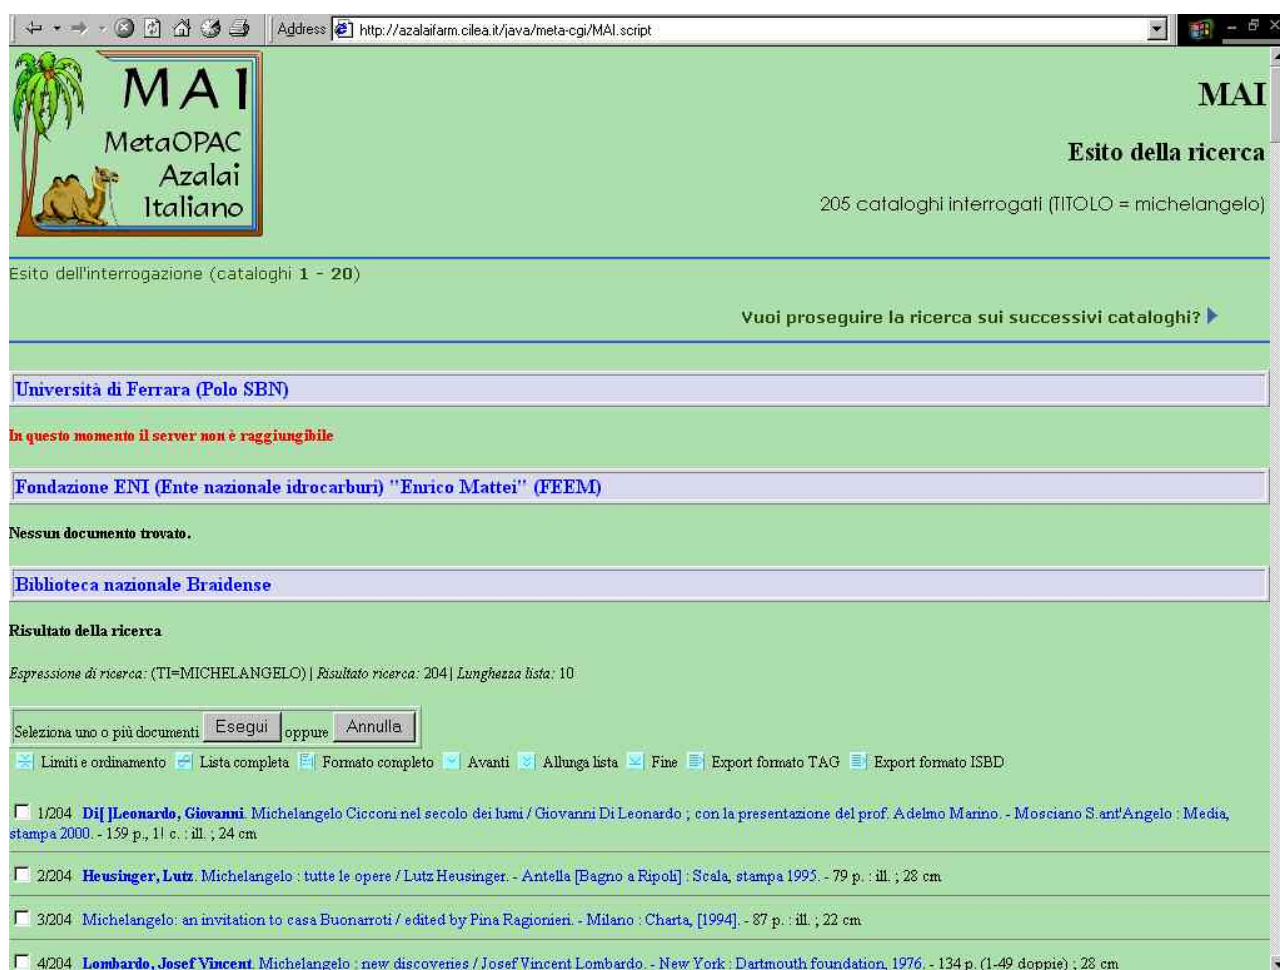 Address http://azalaifarm.cilea.it/java/meta-cgi/MAI.script
MAI
MetaOPAC
Azalai
Italiano
MAI
Esito della ricerca
205 cataloghi interrogati (TITOLO = michelangelo)
Esito dell'interrogazione (cataloghi 1 - 20)
Vuoi proseguire la ricerca sui successivi cataloghi?
Università di Ferrara (Polo SBN)
In questo momento il server non è raggiungibile
Fondazione ENI (Ente nazionale idrocarburi) "Enrico Mattei" (FEEM)
Nessun documento trovato.
Biblioteca nazionale Braidense
Risultato della ricerca
Espressione di ricerca: (TI=MICHELANGELO) | Risultato ricerca: 204 | Lunghezza lista: 10
Seleziona uno o più documenti Esegui oppure Annulla
Limiti e ordinamento Lista completa Formato completo Avanti Allunga lista Fine Export formato TAG Export formato ISBD
1/204 Di[ ]Leonardo, Giovanni. Michelangelo Cicconi nel secolo dei lumi / Giovanni Di Leonardo ; con la presentazione del prof. Adelmo Marino. - Mosciano S.ant'Angelo : Media,
stampa 2000. - 159 p., 1! c. : ill. ; 24 cm
2/204 Heusinger, Lutz. Michelangelo : tutte le opere / Lutz Heusinger. - Antella [Bagno a Ripoli] : Scala, stampa 1995. - 79 p. : ill. ; 28 cm
3/204 Michelangelo: an invitation to casa Buonarroti / edited by Pina Ragionieri. - Milano : Charta, [1994]. - 87 p. : ill. ; 22 cm
4/204 Lombardo, Josef Vincent. Michelangelo : new discoveries / Josef Vincent Lombardo. - New York : Dartmouth foundation, 1976. - 134 p. (1-49 doppie) ; 28 cm